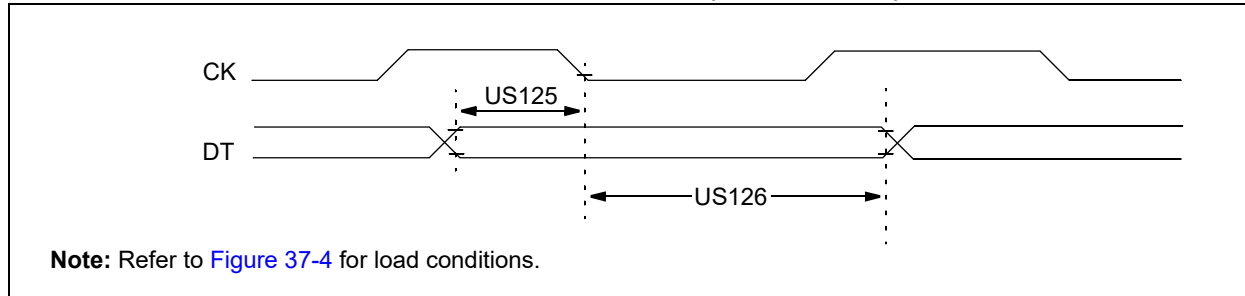 CK
US125
DT
US126
Note: Refer to Figure 37-4 for load conditions.